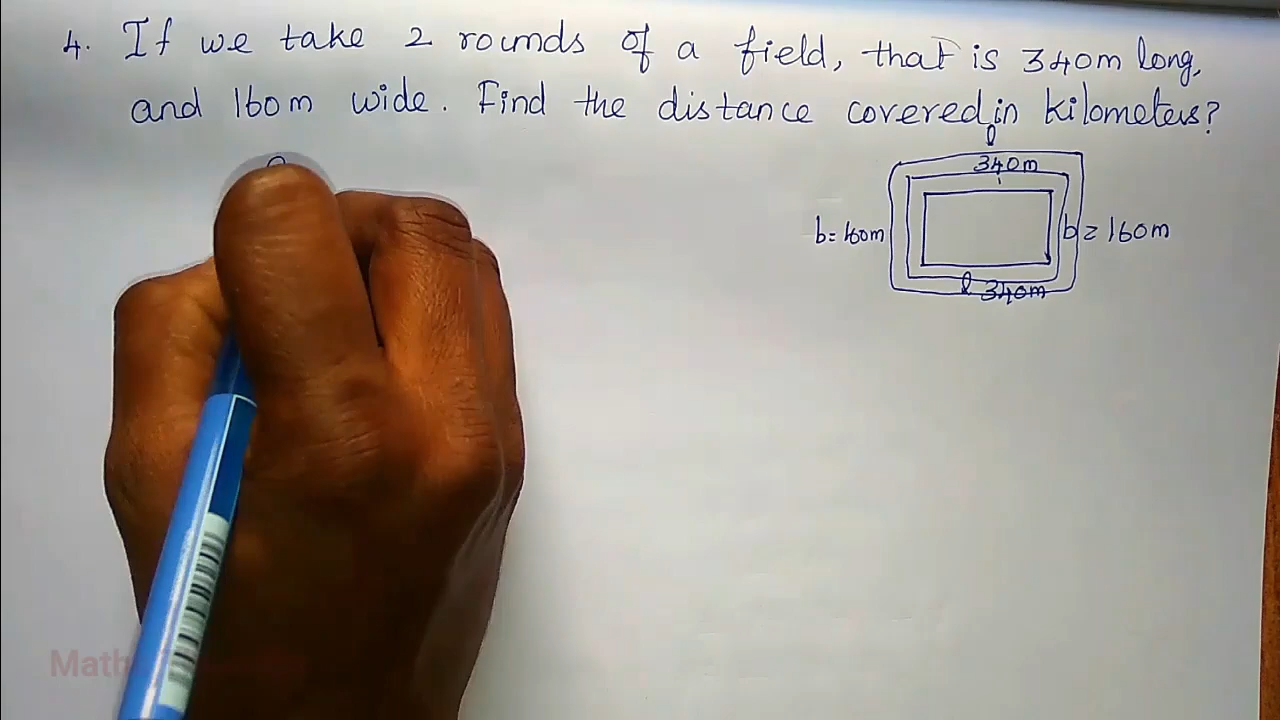 4. If we take 2 rounds of a field, that is 340m long,
and 160m wide. Find the distance covered in kilometers?
l
340m
b = 160m
b = 160m
l 340m
Math